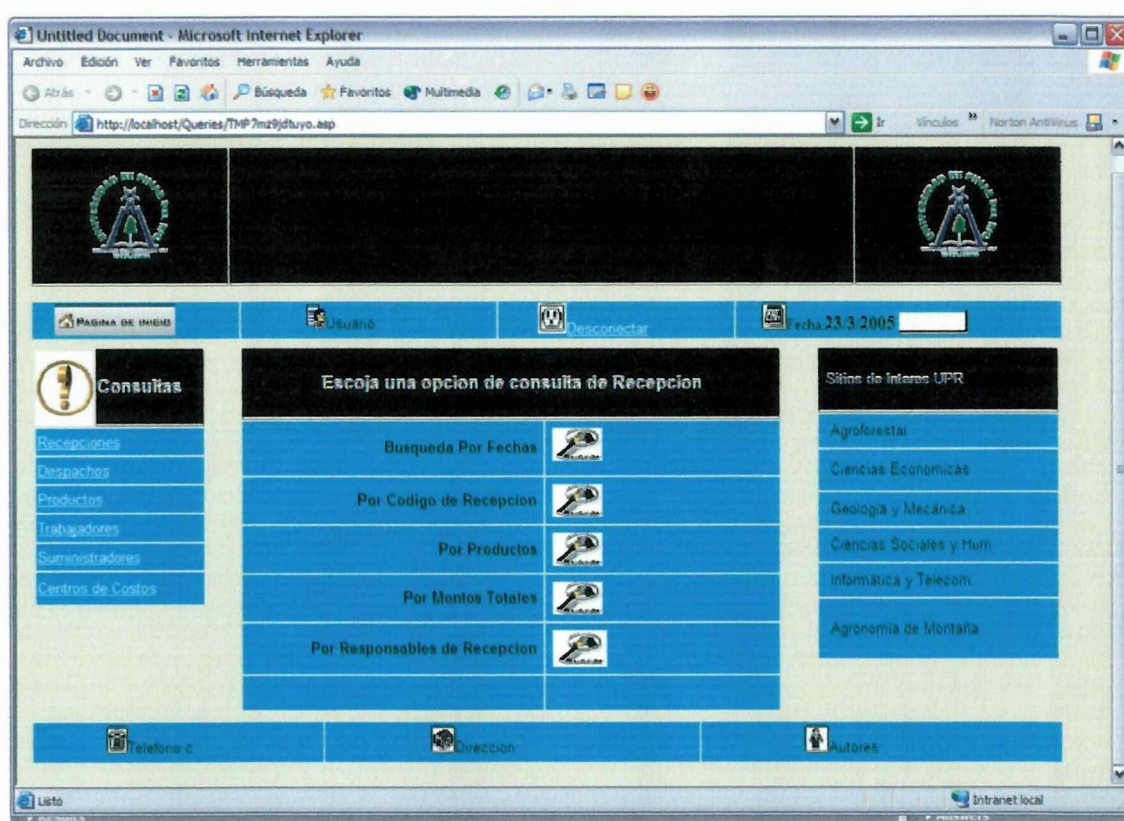 Untitled Document - Microsoft Internet Explorer
Archivo Edición Ver Favoritos Herramientas Ayuda
Atrás Búsqueda Favoritos Multimedia
Dirección http://localhost/Queries/TMP7mz9jdtuyo.asp Ir Vínculos Norton AntiVirus
PAGINA DE INICIO Usuario: Desconectar Fecha 23/3/2005
Consultas
Recepciones
Despachos
Productos
Trabajadores
Suministradores
Centros de Costos
Escoja una opcion de consulta de Recepcion
Busqueda Por Fechas
Por Codigo de Recepcion
Por Productos
Por Montos Totales
Por Responsables de Recepcion
Sitios de Interes UPR
Agroforestal
Ciencias Economicas
Geología y Mecánica
Ciencias Sociales y Hum
Informática y Telecom.
Agronomía de Montaña
Telefono c Direccion: Autores:
Listo Intranet local